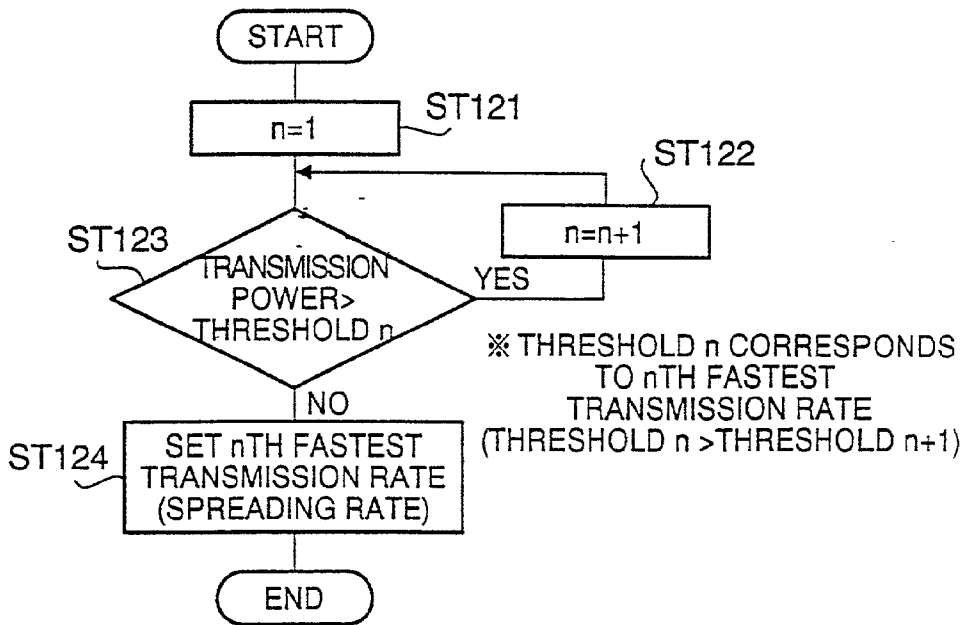 START
n=1
ST121
ST122
n=n+1
ST123
TRANSMISSION
POWER>
THRESHOLD n
YES
※ THRESHOLD n CORRESPONDS
TO nTH FASTEST
TRANSMISSION RATE
(THRESHOLD n >THRESHOLD n+1)
NO
ST124
SET nTH FASTEST
TRANSMISSION RATE
(SPREADING RATE)
END